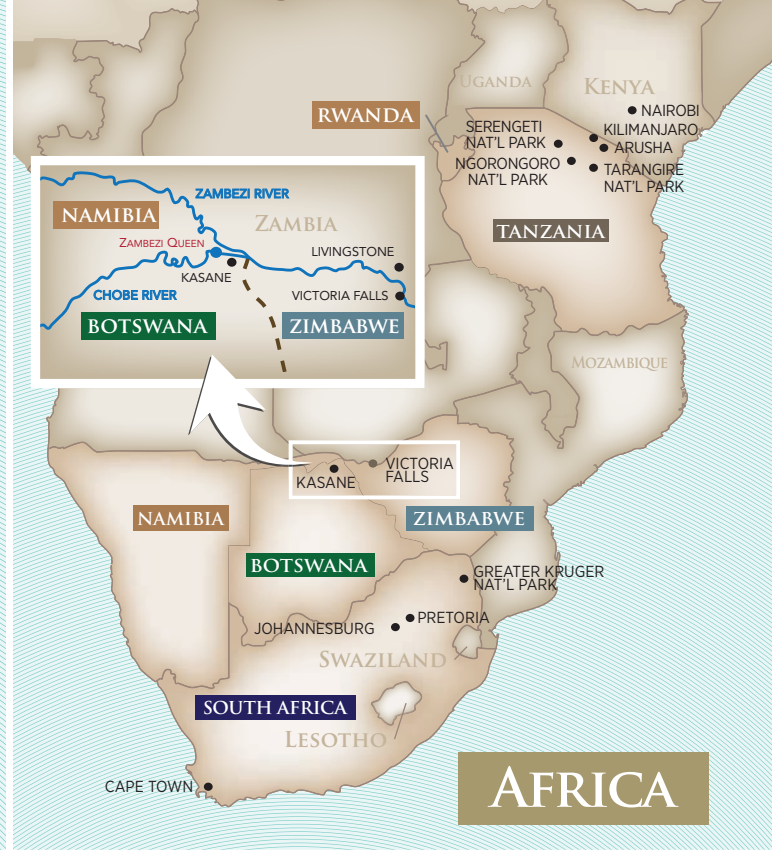 UGANDA
KENYA
RWANDA
NAIROBI
SERENGETI
NAT'L PARK
KILIMANJARO
ARUSHA
NGORONGORO
NAT'L PARK
TARANGIRE
NAT'L PARK
TANZANIA
ZAMBEZI RIVER
NAMIBIA
ZAMBIA
ZAMBEZI QUEEN
LIVINGSTONE
KASANE
CHOBE RIVER
VICTORIA FALLS
BOTSWANA
ZIMBABWE
MOZAMBIQUE
VICTORIA
FALLS
KASANE
NAMIBIA
ZIMBABWE
BOTSWANA
GREATER KRUGER
NAT'L PARK
PRETORIA
JOHANNESBURG
SWAZILAND
SOUTH AFRICA
LESOTHO
CAPE TOWN
AFRICA